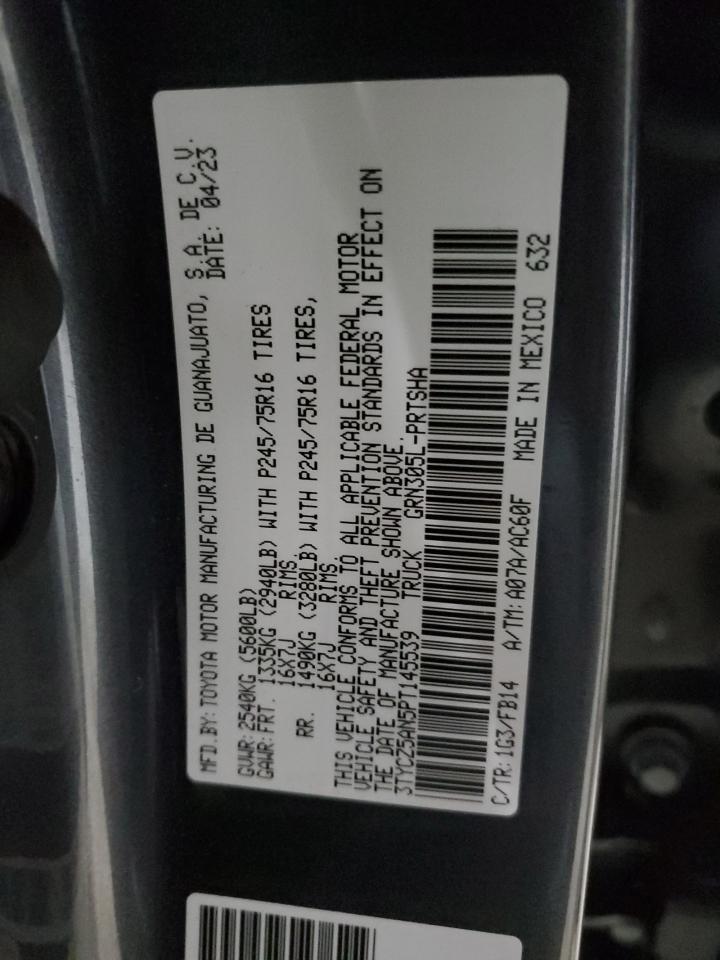 MFD.BY: TOYOTA MOTOR MANUFACTURING DE GUANAJUATO, S.A. DE C.V.
DATE: 04/23
GVWR: 2540KG (5600LB)
GAWR: FRT. 1335KG (2940LB) WITH P245/75R16 TIRES
16X7J RIMS.
RR. 1490KG (3280LB) WITH P245/75R16 TIRES,
16X7J RIMS.
THIS VEHICLE CONFORMS TO ALL APPLICABLE FEDERAL MOTOR
VEHICLE SAFETY AND THEFT PREVENTION STANDARDS IN EFFECT ON
THE DATE OF MANUFACTURE SHOWN ABOVE.
3TYCZ5AN5PT145539 TRUCK GRN305L-PRTSHA
C/TR: 1G3/FB14 A/TM: A07A/AC60F MADE IN MEXICO 632